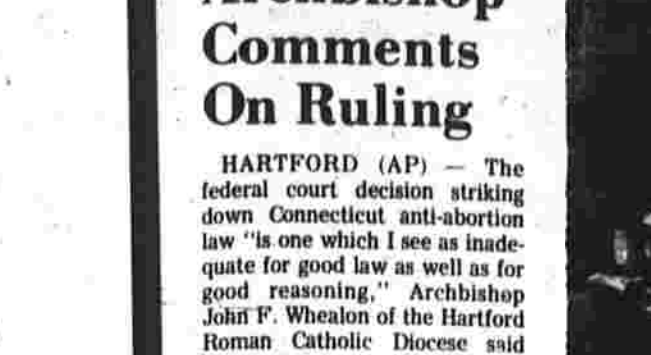 Archbishop
Comments
On Ruling
HARTFORD (AP) — The
federal court decision striking
down Connecticut anti-abortion
law "is one which I see as inade-
quate for good law as well as for
good reasoning," Archbishop
John F. Whealon of the Hartford
Roman Catholic Diocese said